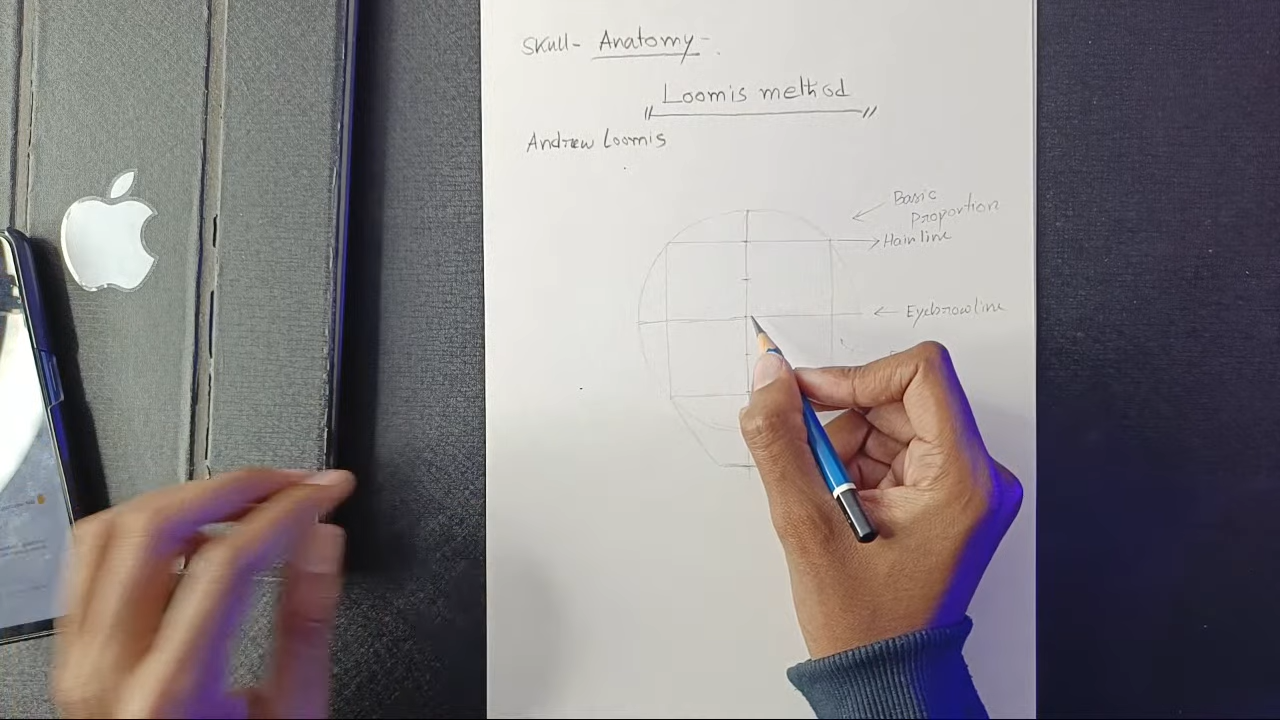 Skull- Anatomy-
Loomis method
Andrew Loomis
Basic
Proportion
Hairline
Eyebrowline